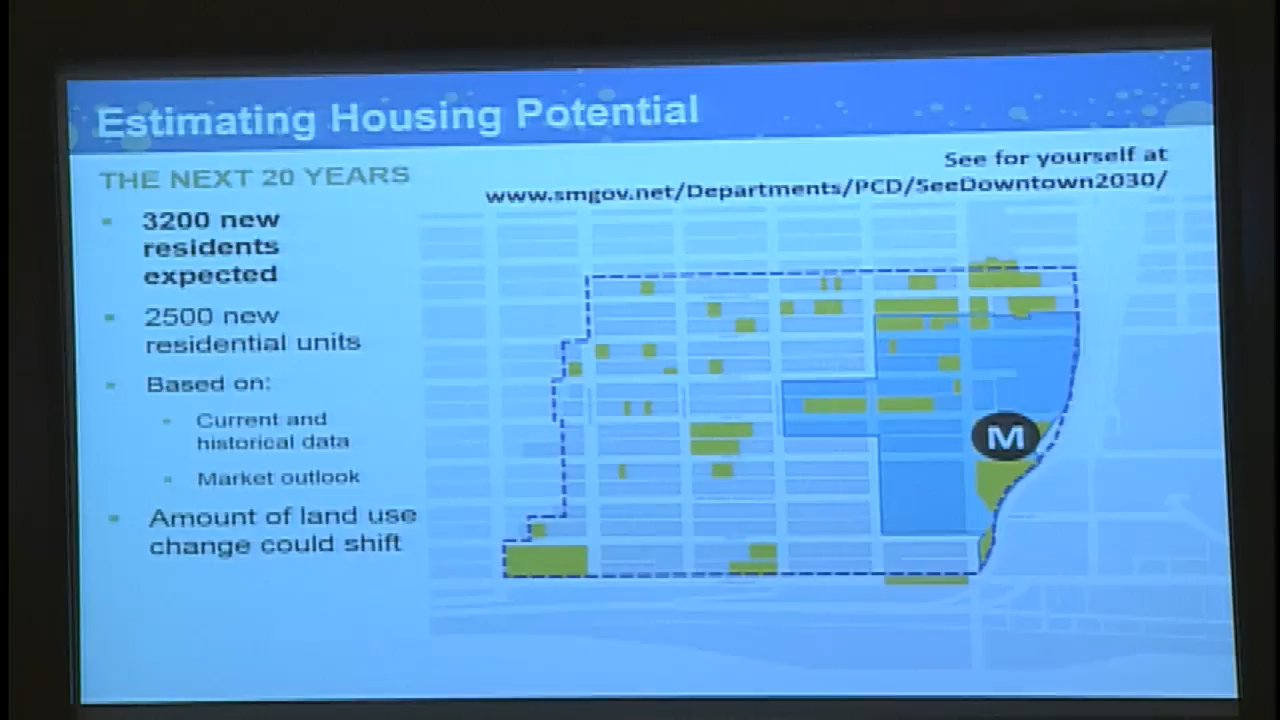 Estimating Housing Potential
THE NEXT 20 YEARS
See for yourself at
www.smgov.net/Departments/PCD/SeeDowntown2030/
3200 new
residents
expected
2500 new
residential units
Based on:
Current and
historical data
Market outlook
Amount of land use
change could shift
M